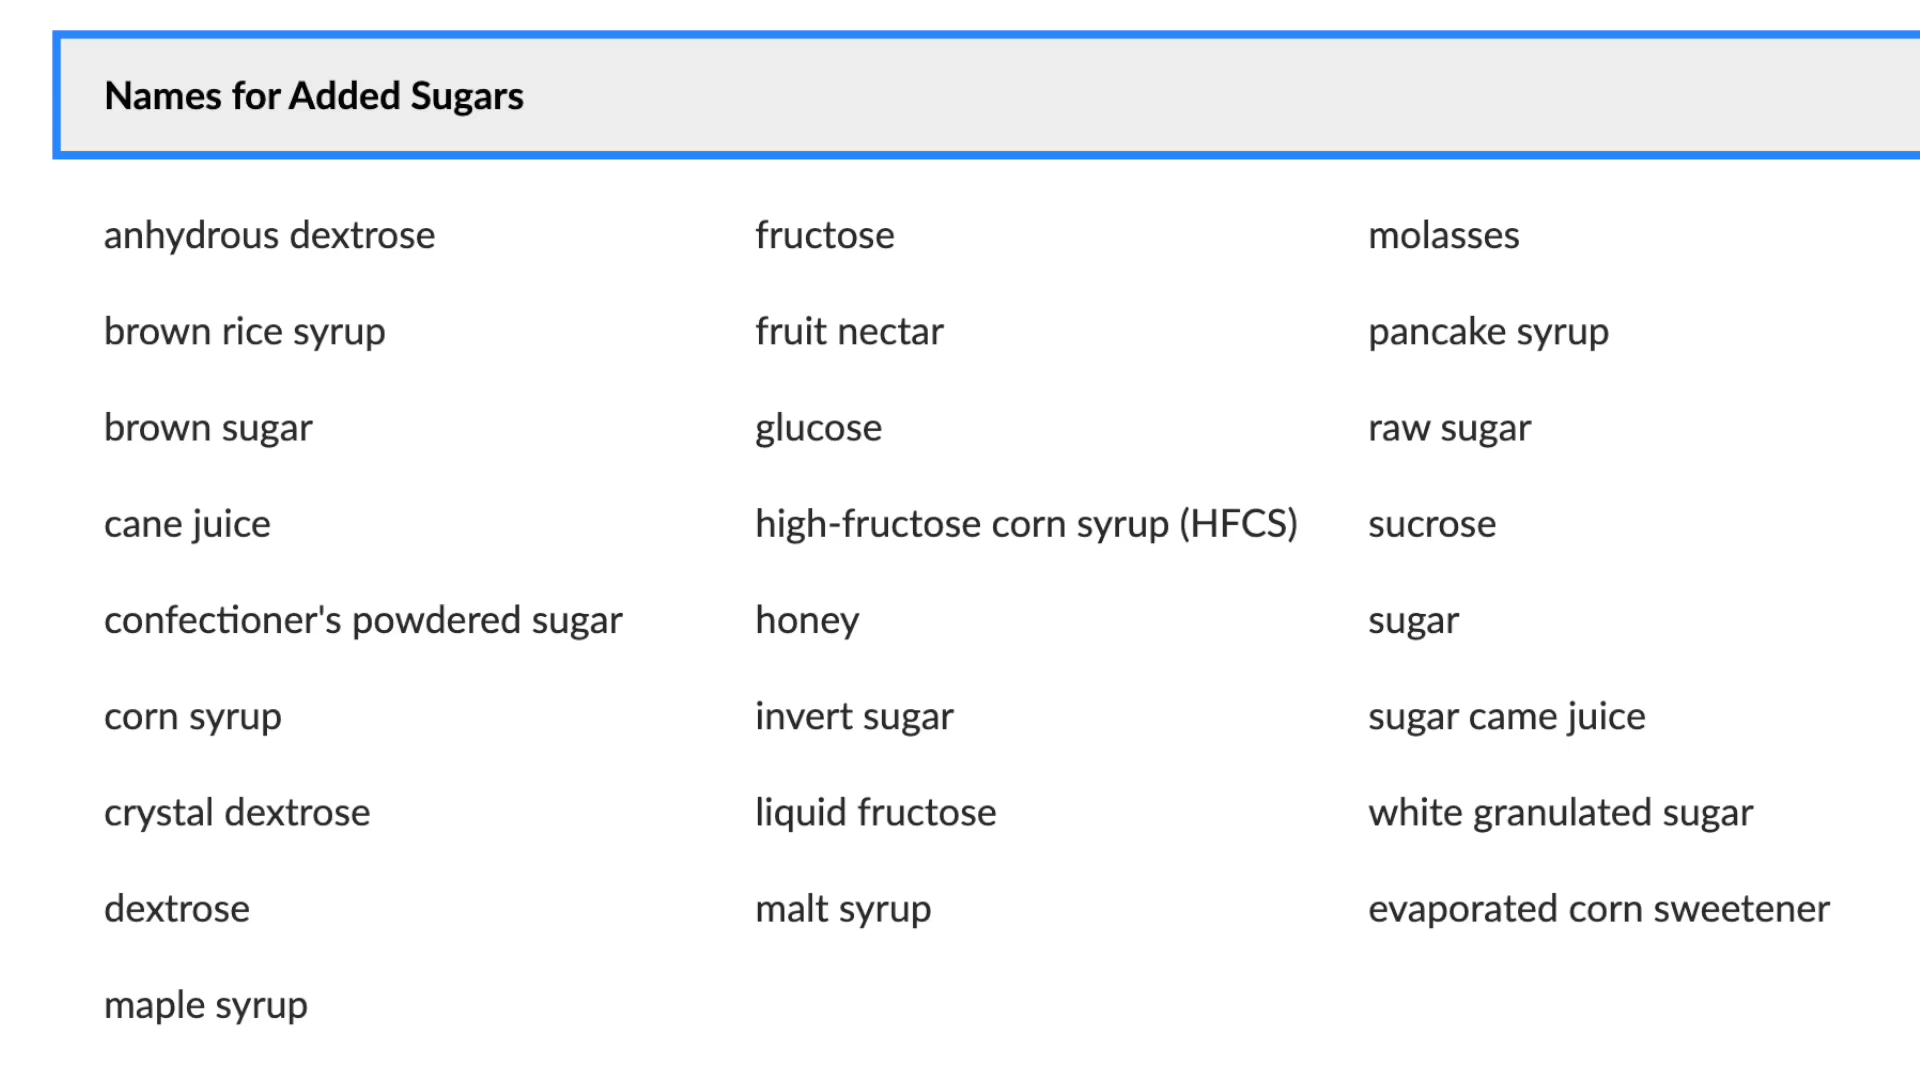 Names for Added Sugars
anhydrous dextrose fructose molasses
brown rice syrup fruit nectar pancake syrup
brown sugar glucose raw sugar
cane juice high-fructose corn syrup (HFCS) sucrose
confectioner's powdered sugar honey sugar
corn syrup invert sugar sugar came juice
crystal dextrose liquid fructose white granulated sugar
dextrose malt syrup evaporated corn sweetener
maple syrup